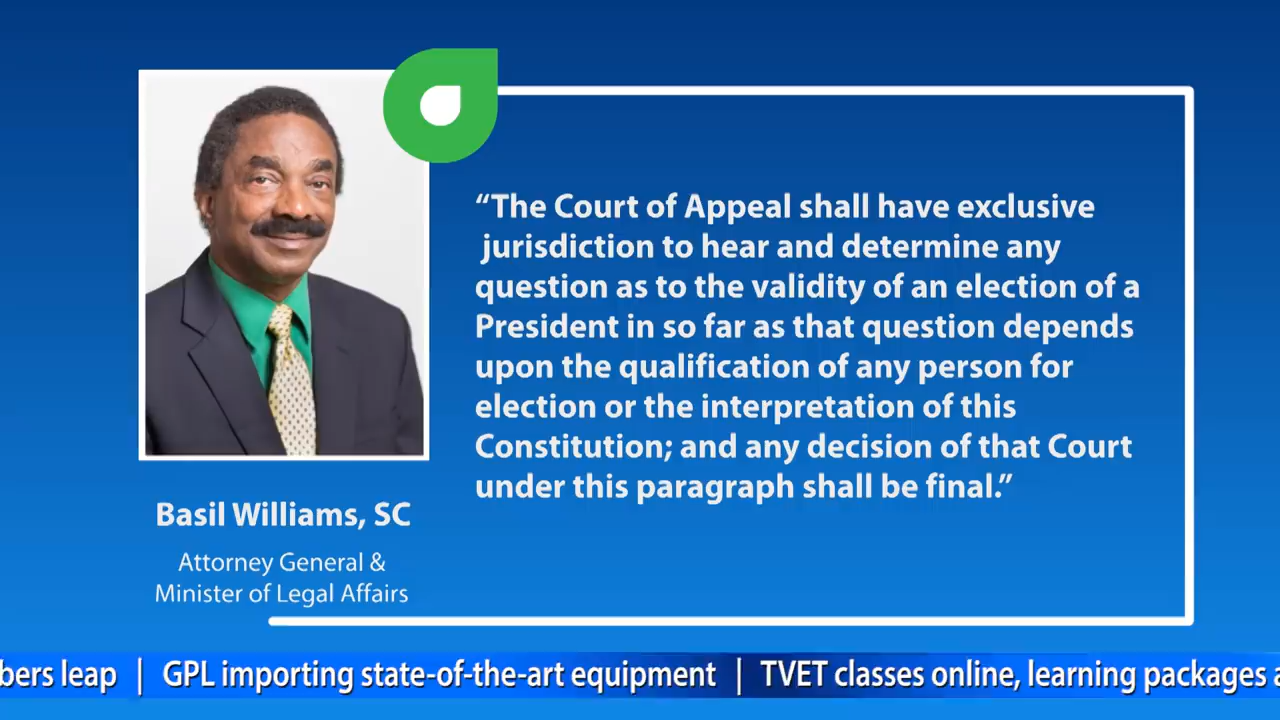 “The Court of Appeal shall have exclusive
jurisdiction to hear and determine any
question as to the validity of an election of a
President in so far as that question depends
upon the qualification of any person for
election or the interpretation of this
Constitution; and any decision of that Court
under this paragraph shall be final.”
Basil Williams, SC
Attorney General &
Minister of Legal Affairs
bers leap | GPL importing state-of-the-art equipment | TVET classes online, learning packages a